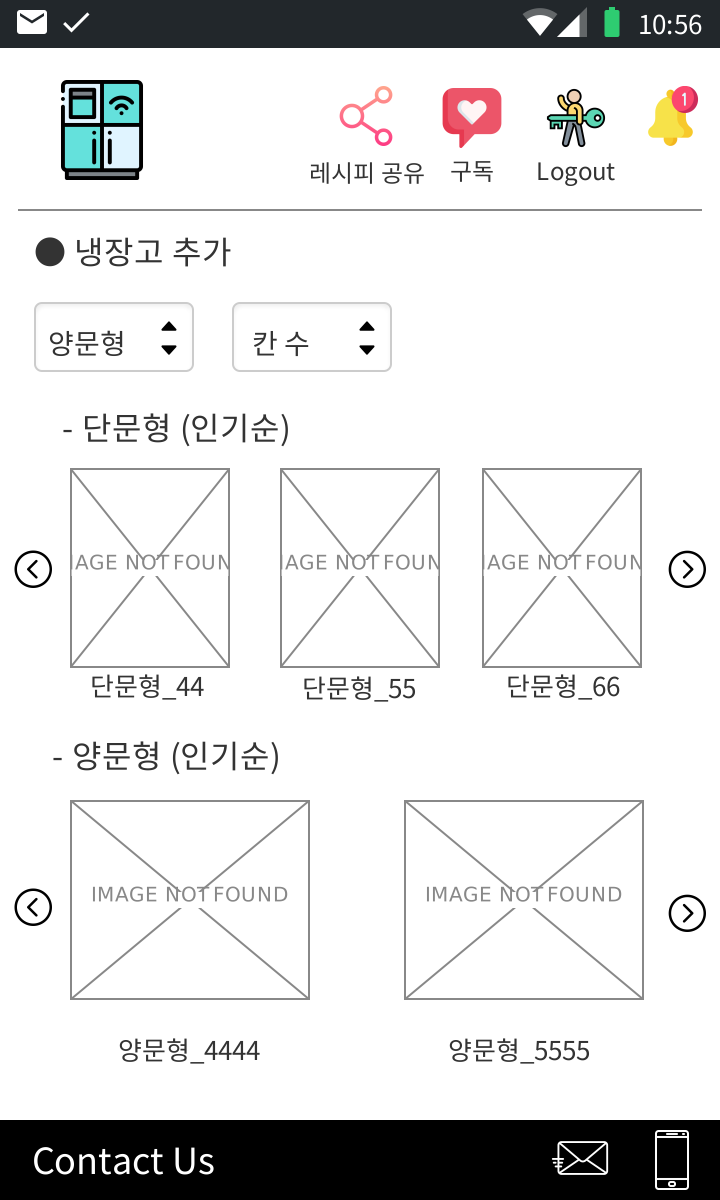 10:56
1
레시피 공유
구독
Logout
● 냉장고 추가
양문형
칸 수
- 단문형 (인기순)
AGE NOT FOUN
AGE NOT FOUN
AGE NOT FOUN
단문형_44
단문형_55
단문형_66
- 양문형 (인기순)
IMAGE NOT FOUND
IMAGE NOT FOUND
양문형_4444
양문형_5555
Contact Us